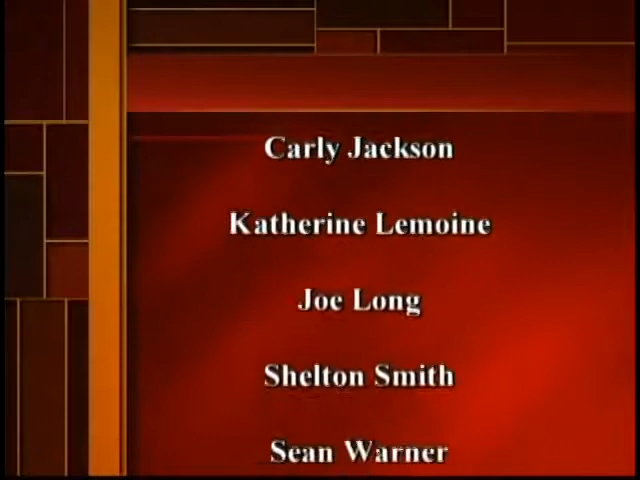 Carly Jackson
Katherine Lemoine
Joe Long
Shelton Smith
Sean Warner